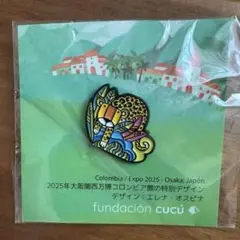 Colombia / Expo 2025 - Osaka Japón
2025年大阪関西万博コロンビア館の特別デザイン
デザイン：エレナ・オスピナ
fundación cucú